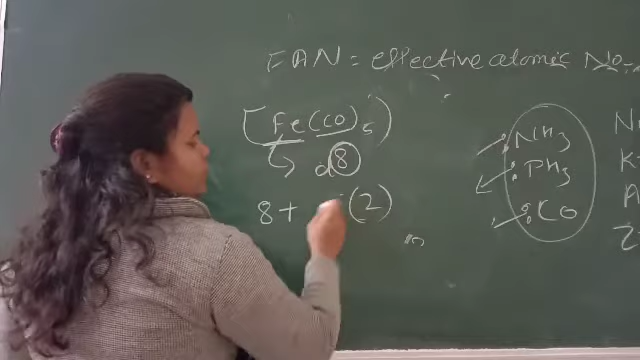 EAN = effective atomic No
[Fe(CO)5]
d8
8+ (2)
NH3
PH3
CO
N
K
A
Z